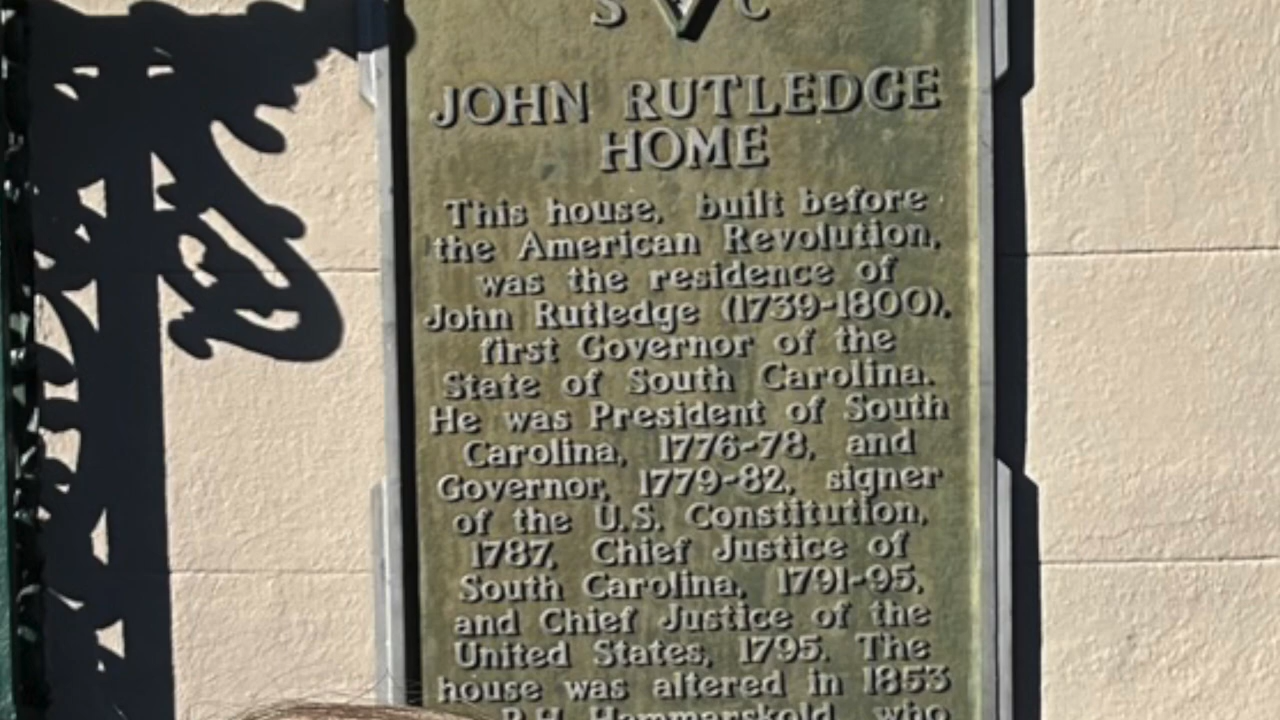 S C
JOHN RUTLEDGE
HOME
This house, built before
the American Revolution,
was the residence of
John Rutledge (1739-1800),
first Governor of the
State of South Carolina.
He was President of South
Carolina, 1776-78, and
Governor, 1779-82, signer
of the U.S. Constitution,
1787, Chief Justice of
South Carolina, 1791-95,
and Chief Justice of the
United States, 1795. The
house was altered in 1853
P.H. Hammarskold, who